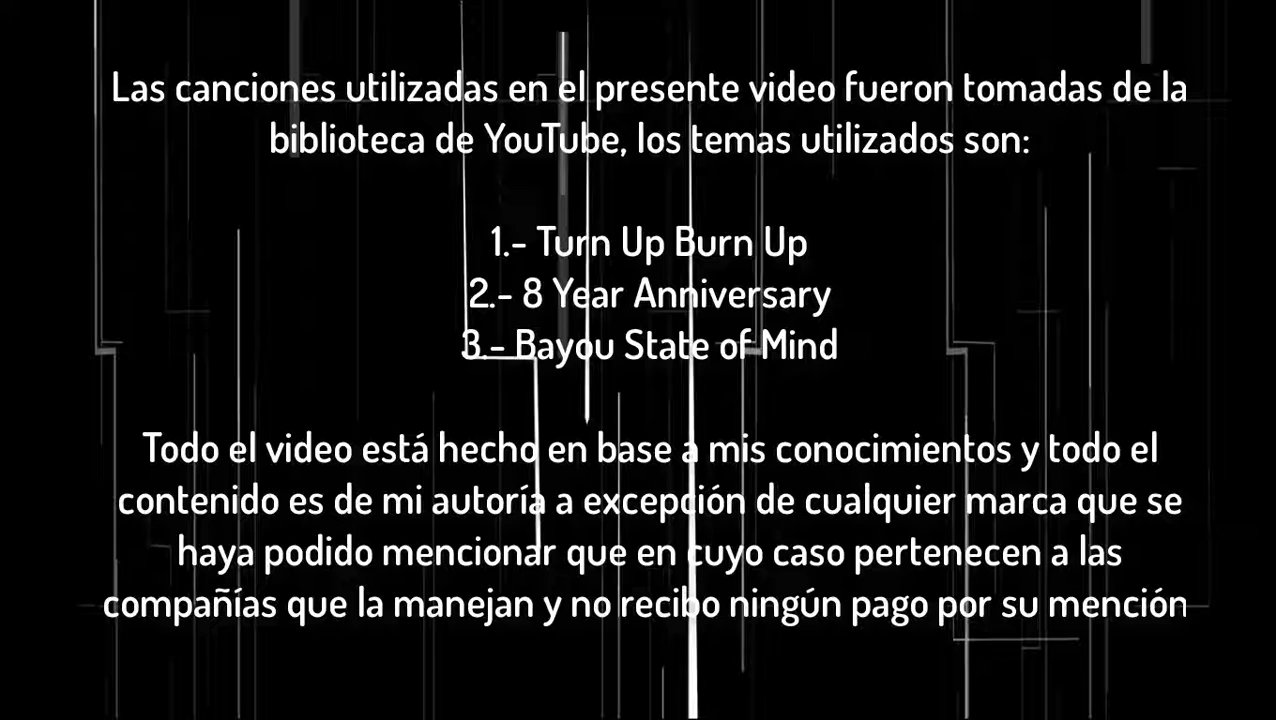 Las canciones utilizadas en el presente video fueron tomadas de la
biblioteca de YouTube, los temas utilizados son:
1.- Turn Up Burn Up
2.- 8 Year Anniversary
3.- Bayou State of Mind
Todo el video está hecho en base a mis conocimientos y todo el
contenido es de mi autoría a excepción de cualquier marca que se
haya podido mencionar que en cuyo caso pertenecen a las
compañías que la manejan y no recibo ningún pago por su mención